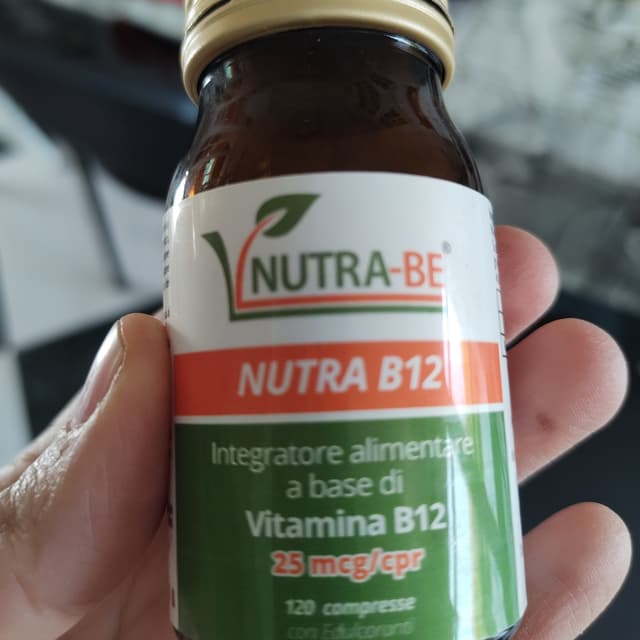 NUTRA-BE®
NUTRA B12
Integratore alimentare
a base di
Vitamina B12
25 mcg/cpr
120 compresse
con Edulcoranti